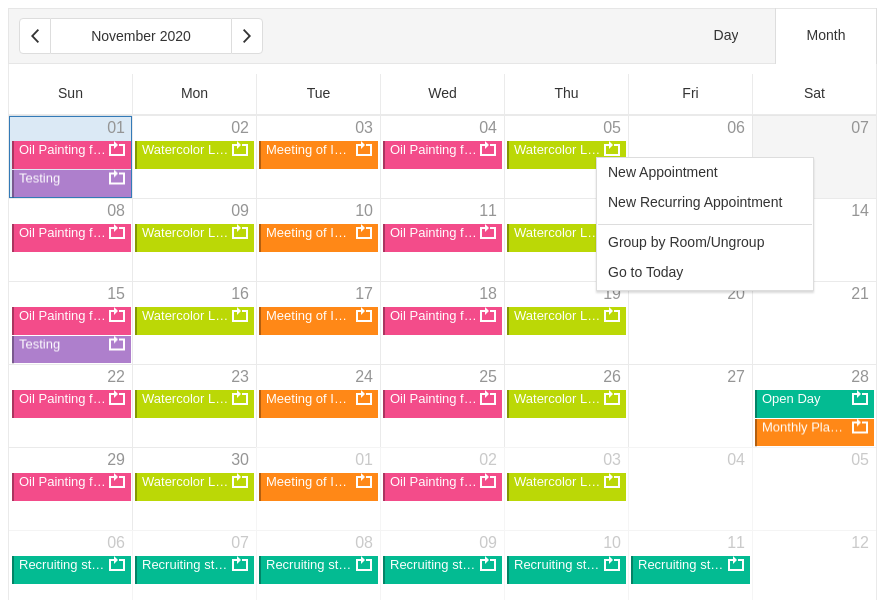 November 2020
Day
Month
Sun Mon Tue Wed Thu Fri Sat
01 02 03 04 05 06 07
Oil Painting f... Watercolor L... Meeting of I... Oil Painting f... Watercolor L...
Testing
New Appointment
New Recurring Appointment
Group by Room/Ungroup
Go to Today
08 09 10 11 14
Oil Painting f... Watercolor L... Meeting of I... Oil Painting f... Watercolor L...
15 16 17 18 19 20 21
Oil Painting f... Watercolor L... Meeting of I... Oil Painting f... Watercolor L...
Testing
22 23 24 25 26 27 28
Oil Painting f... Watercolor L... Meeting of I... Oil Painting f... Watercolor L... Open Day
Monthly Pla...
29 30 01 02 03 04 05
Oil Painting f... Watercolor L... Meeting of I... Oil Painting f... Watercolor L...
06 07 08 09 10 11 12
Recruiting st... Recruiting st... Recruiting st... Recruiting st... Recruiting st... Recruiting st...